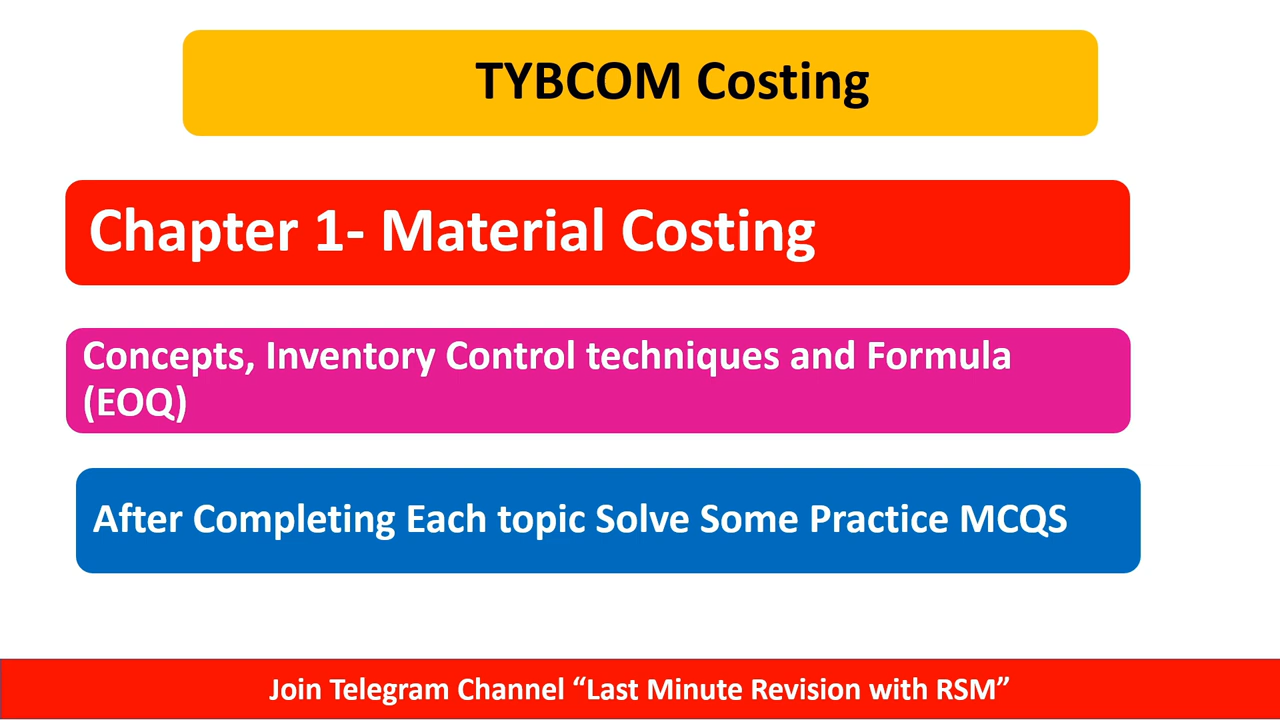 TYBCOM Costing
Chapter 1- Material Costing
Concepts, Inventory Control techniques and Formula
(EOQ)
After Completing Each topic Solve Some Practice MCQS
Join Telegram Channel “Last Minute Revision with RSM”